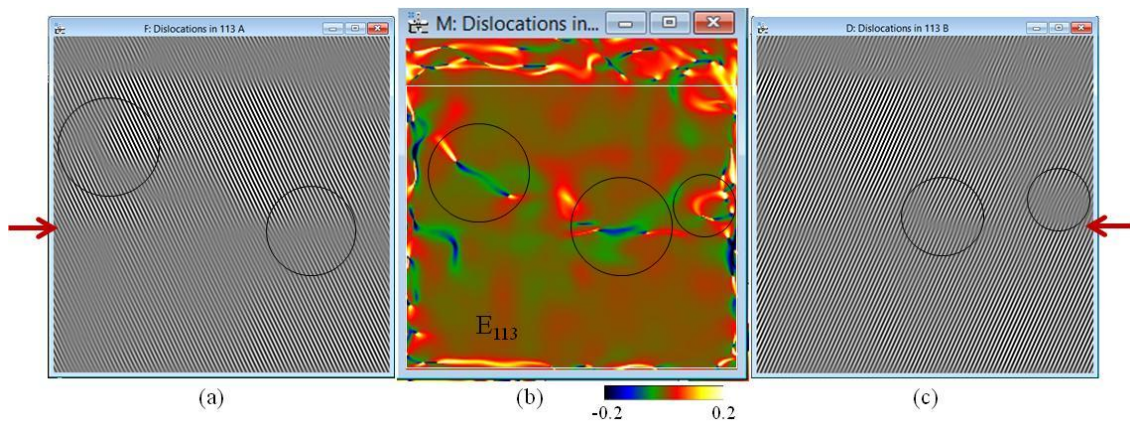 F: Dislocations in 113 A
M: Dislocations in...
D: Dislocations in 113 B
E113
(a)
(b)
(c)
-0.2
0.2